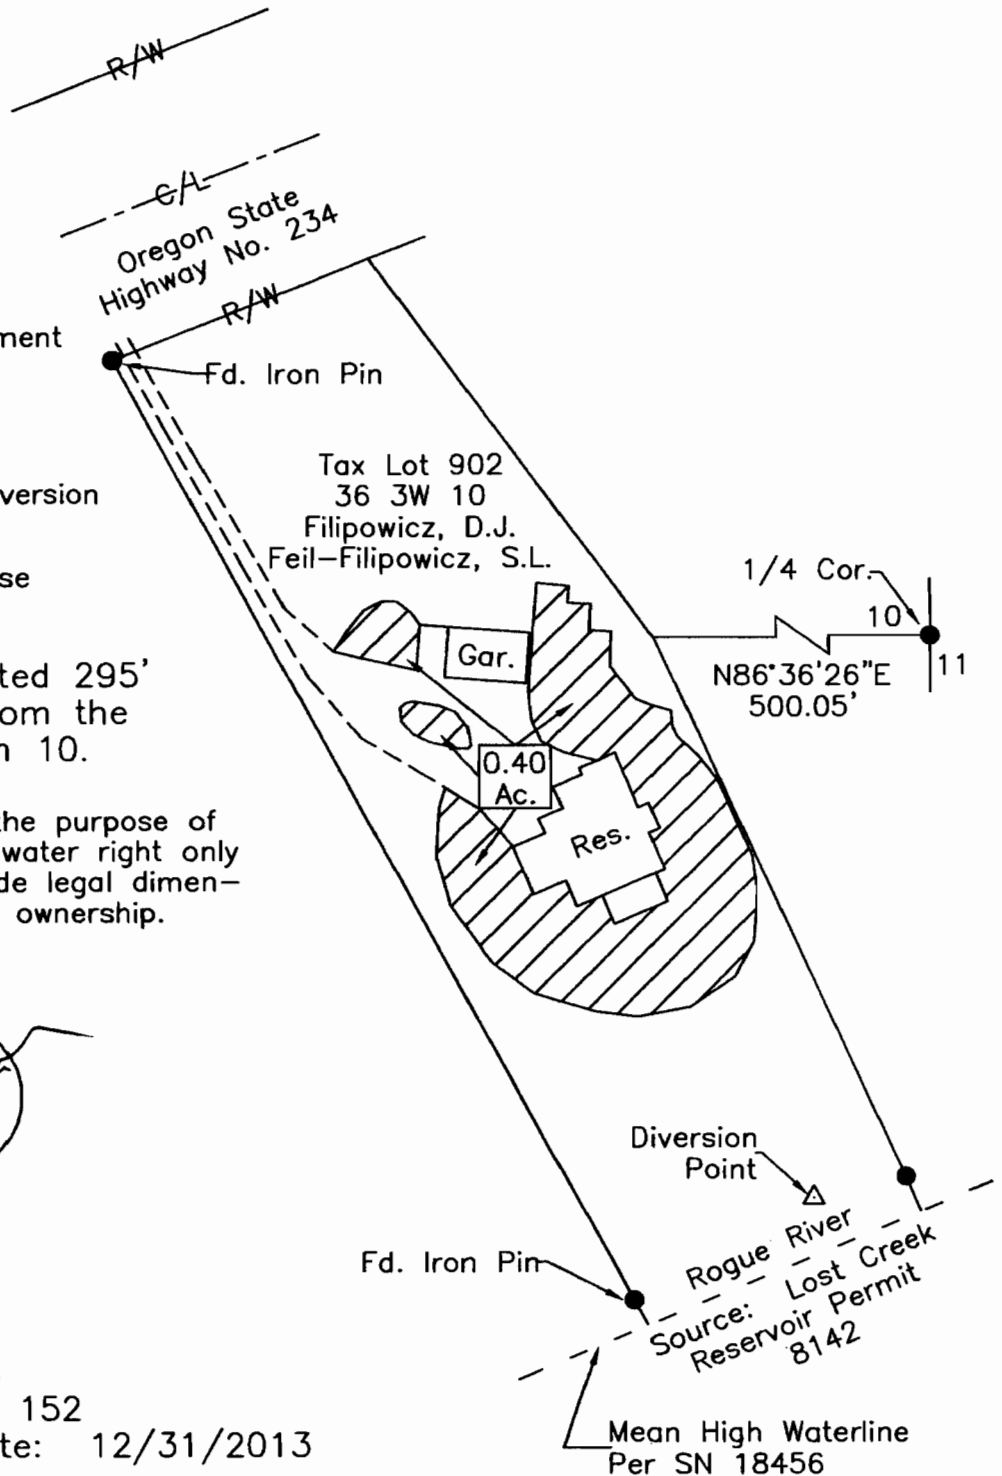 R/W
C/L
Oregon State
Highway No. 234
R/W
Fd. Iron Pin
Tax Lot 902
36 3W 10
Filipowicz, D.J.
Feil-Filipowicz, S.L.
1/4 Cor.
10
11
N86°36'26"E
500.05'
Gar.
0.40
Ac.
Res.
ment
version
se
ted 295'
om the
10.
the purpose of
water right only
de legal dimen-
ownership.
Diversion
Point
Fd. Iron Pin
Rogue River
Source: Lost Creek
Reservoir Permit
8142
Mean High Waterline
Per SN 18456
152
te: 12/31/2013